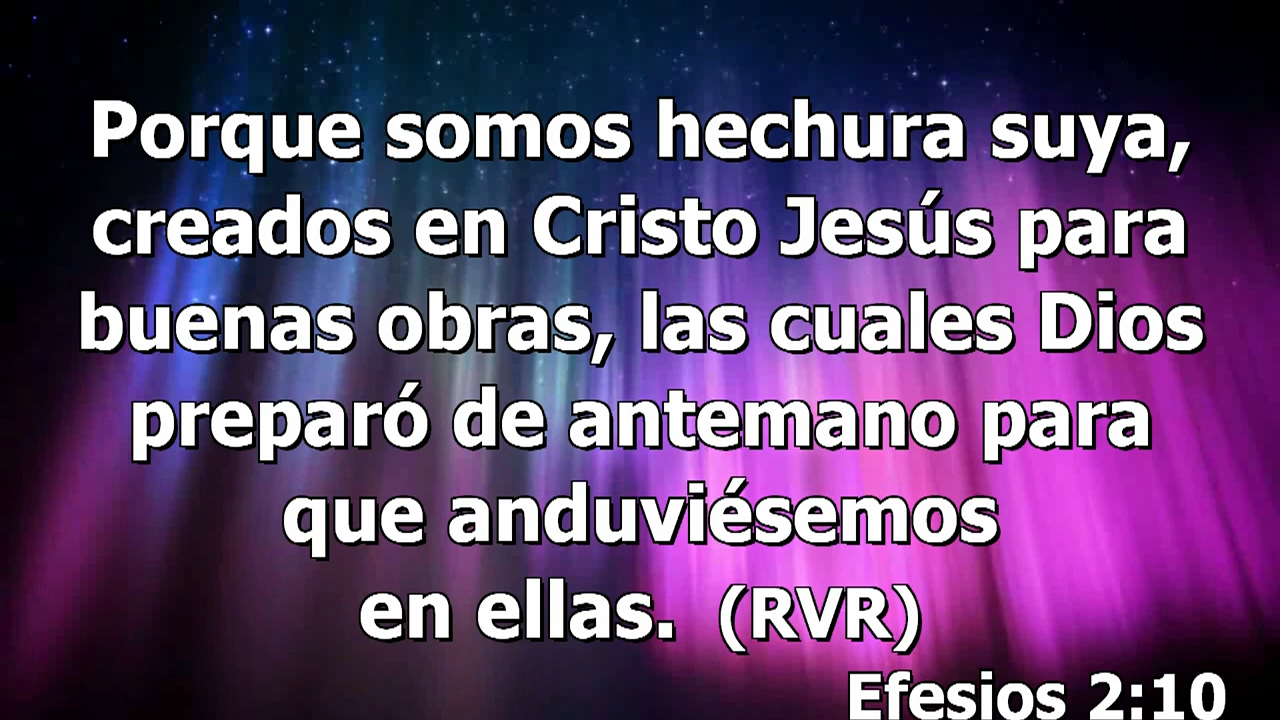 Porque somos hechura suya,
creados en Cristo Jesús para
buenas obras, las cuales Dios
preparó de antemano para
que anduviésemos
en ellas. (RVR)
Efesios 2:10